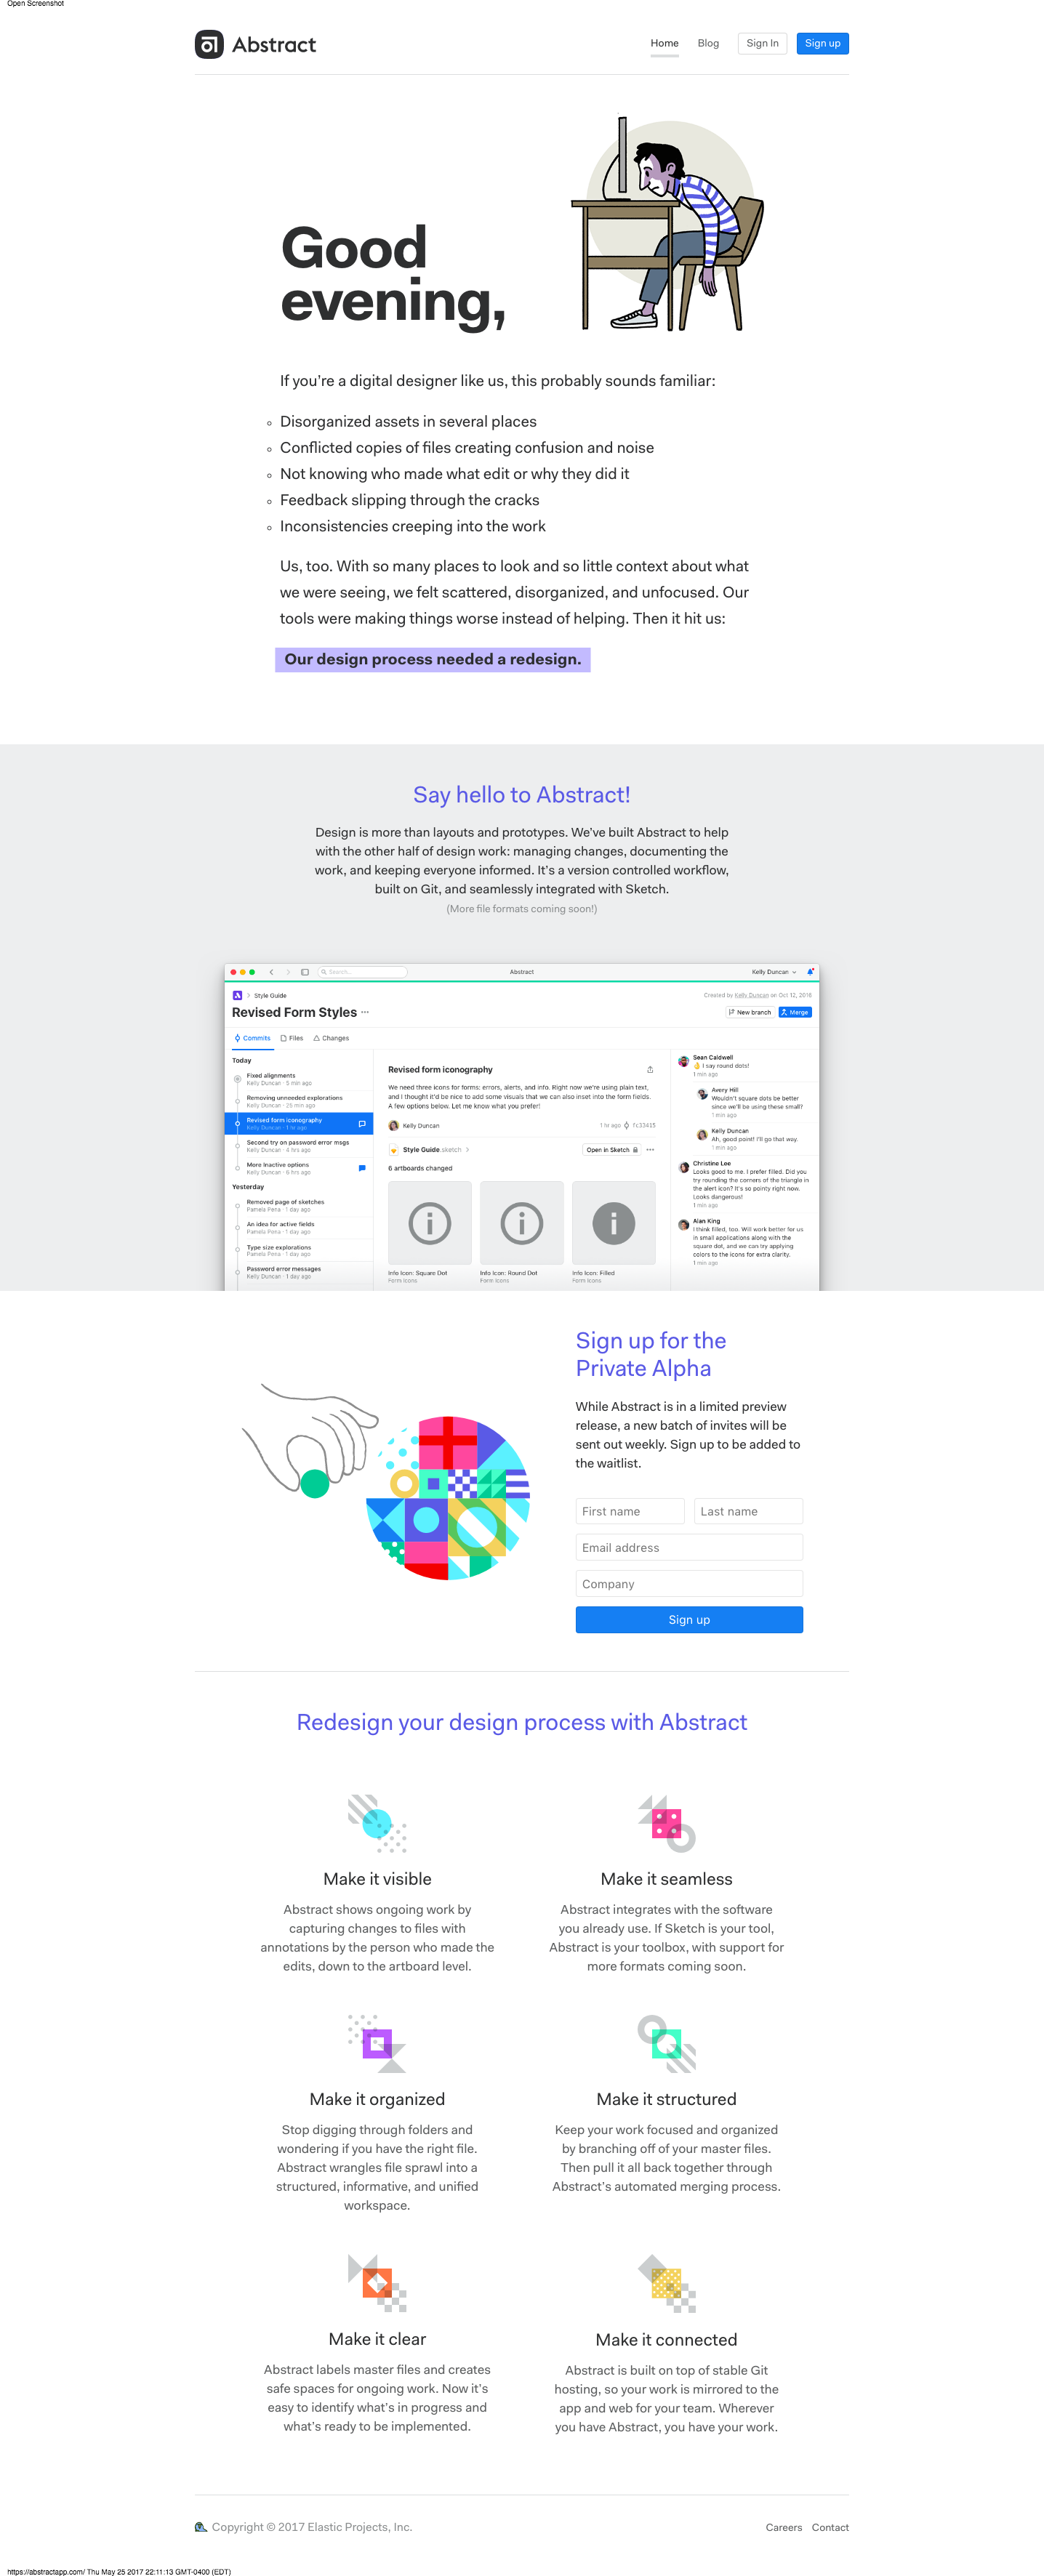 Open Screenshot
Abstract
Home Blog Sign In Sign up
Good
evening,
If you're a digital designer like us, this probably sounds familiar:
Disorganized assets in several places
Conflicted copies of files creating confusion and noise
Not knowing who made what edit or why they did it
Feedback slipping through the cracks
Inconsistencies creeping into the work
Us, too. With so many places to look and so little context about what
we were seeing, we felt scattered, disorganized, and unfocused. Our
tools were making things worse instead of helping. Then it hit us:
Our design process needed a redesign.
Say hello to Abstract!
Design is more than layouts and prototypes. We've built Abstract to help
with the other half of design work: managing changes, documenting the
work, and keeping everyone informed. It's a version controlled workflow,
built on Git, and seamlessly integrated with Sketch.
(More file formats coming soon!)
Search...
Abstract
Kelly Duncan
Style Guide
Created by Kelly Duncan on Oct 12, 2016
Revised Form Styles
New branch Merge
Commits Files Changes
Today
Fixed alignments
Kelly Duncan · 5 min ago
Removing unneeded explorations
Kelly Duncan · 25 min ago
Revised form iconography
Kelly Duncan · 1 hr ago
Second try on password error msgs
Kelly Duncan · 4 hrs ago
More Inactive options
Kelly Duncan · 6 hrs ago
Yesterday
Removed page of sketches
Pamela Pena · 1 day ago
An idea for active fields
Pamela Pena · 1 day ago
Type size explorations
Pamela Pena · 1 day ago
Password error messages
Kelly Duncan · 1 day ago
Revised form iconography
We need three icons for forms: errors, alerts, and info. Right now we're using plain text,
and I thought it'd be nice to add some visuals that we can also inset into the form fields.
A few options below. Let me know what you prefer!
Kelly Duncan
1 hr ago fc33415
Style Guide.sketch
Open in Sketch
6 artboards changed
Info Icon: Square Dot
Form Icons
Info Icon: Round Dot
Form Icons
Info Icon: Filled
Form Icons
Sean Caldwell
I say round dots!
1 min ago
Avery Hill
Wouldn't square dots be better
since we'll be using these small?
1 min ago
Kelly Duncan
Ah, good point! I'll go that way.
1 min ago
Christine Lee
Looks good to me. I prefer filled. Did you
try rounding the corners of the triangle in
the alert icon? It's so pointy right now.
Looks dangerous!
1 min ago
Alan King
I think filled, too. Will work better for us
in small applications along with the
square dot, and we can try applying
colors to the icons for extra clarity.
1 min ago
Sign up for the
Private Alpha
While Abstract is in a limited preview
release, a new batch of invites will be
sent out weekly. Sign up to be added to
the waitlist.
First name Last name
Email address
Company
Sign up
Redesign your design process with Abstract
Make it visible
Abstract shows ongoing work by
capturing changes to files with
annotations by the person who made the
edits, down to the artboard level.
Make it seamless
Abstract integrates with the software
you already use. If Sketch is your tool,
Abstract is your toolbox, with support for
more formats coming soon.
Make it organized
Stop digging through folders and
wondering if you have the right file.
Abstract wrangles file sprawl into a
structured, informative, and unified
workspace.
Make it structured
Keep your work focused and organized
by branching off of your master files.
Then pull it all back together through
Abstract's automated merging process.
Make it clear
Abstract labels master files and creates
safe spaces for ongoing work. Now it's
easy to identify what's in progress and
what's ready to be implemented.
Make it connected
Abstract is built on top of stable Git
hosting, so your work is mirrored to the
app and web for your team. Wherever
you have Abstract, you have your work.
Copyright © 2017 Elastic Projects, Inc.
Careers Contact
https://abstractapp.com/ Thu May 25 2017 22:11:13 GMT-0400 (EDT)